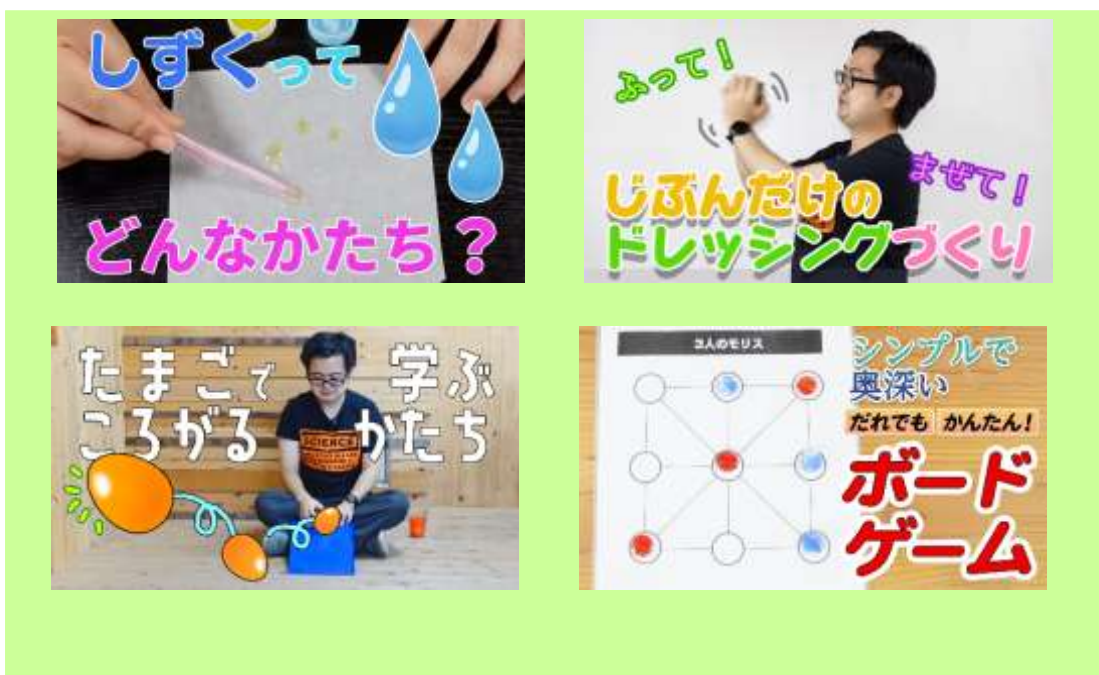 しずくって
どんなかたち？
ふって！
まぜて！
じぶんだけの
ドレッシングづくり
たまごで学ぶ
ころがるかたち
SCIENCE
3人のモリス
シンプルで
奥深い
だれでも かんたん！
ボード
ゲーム